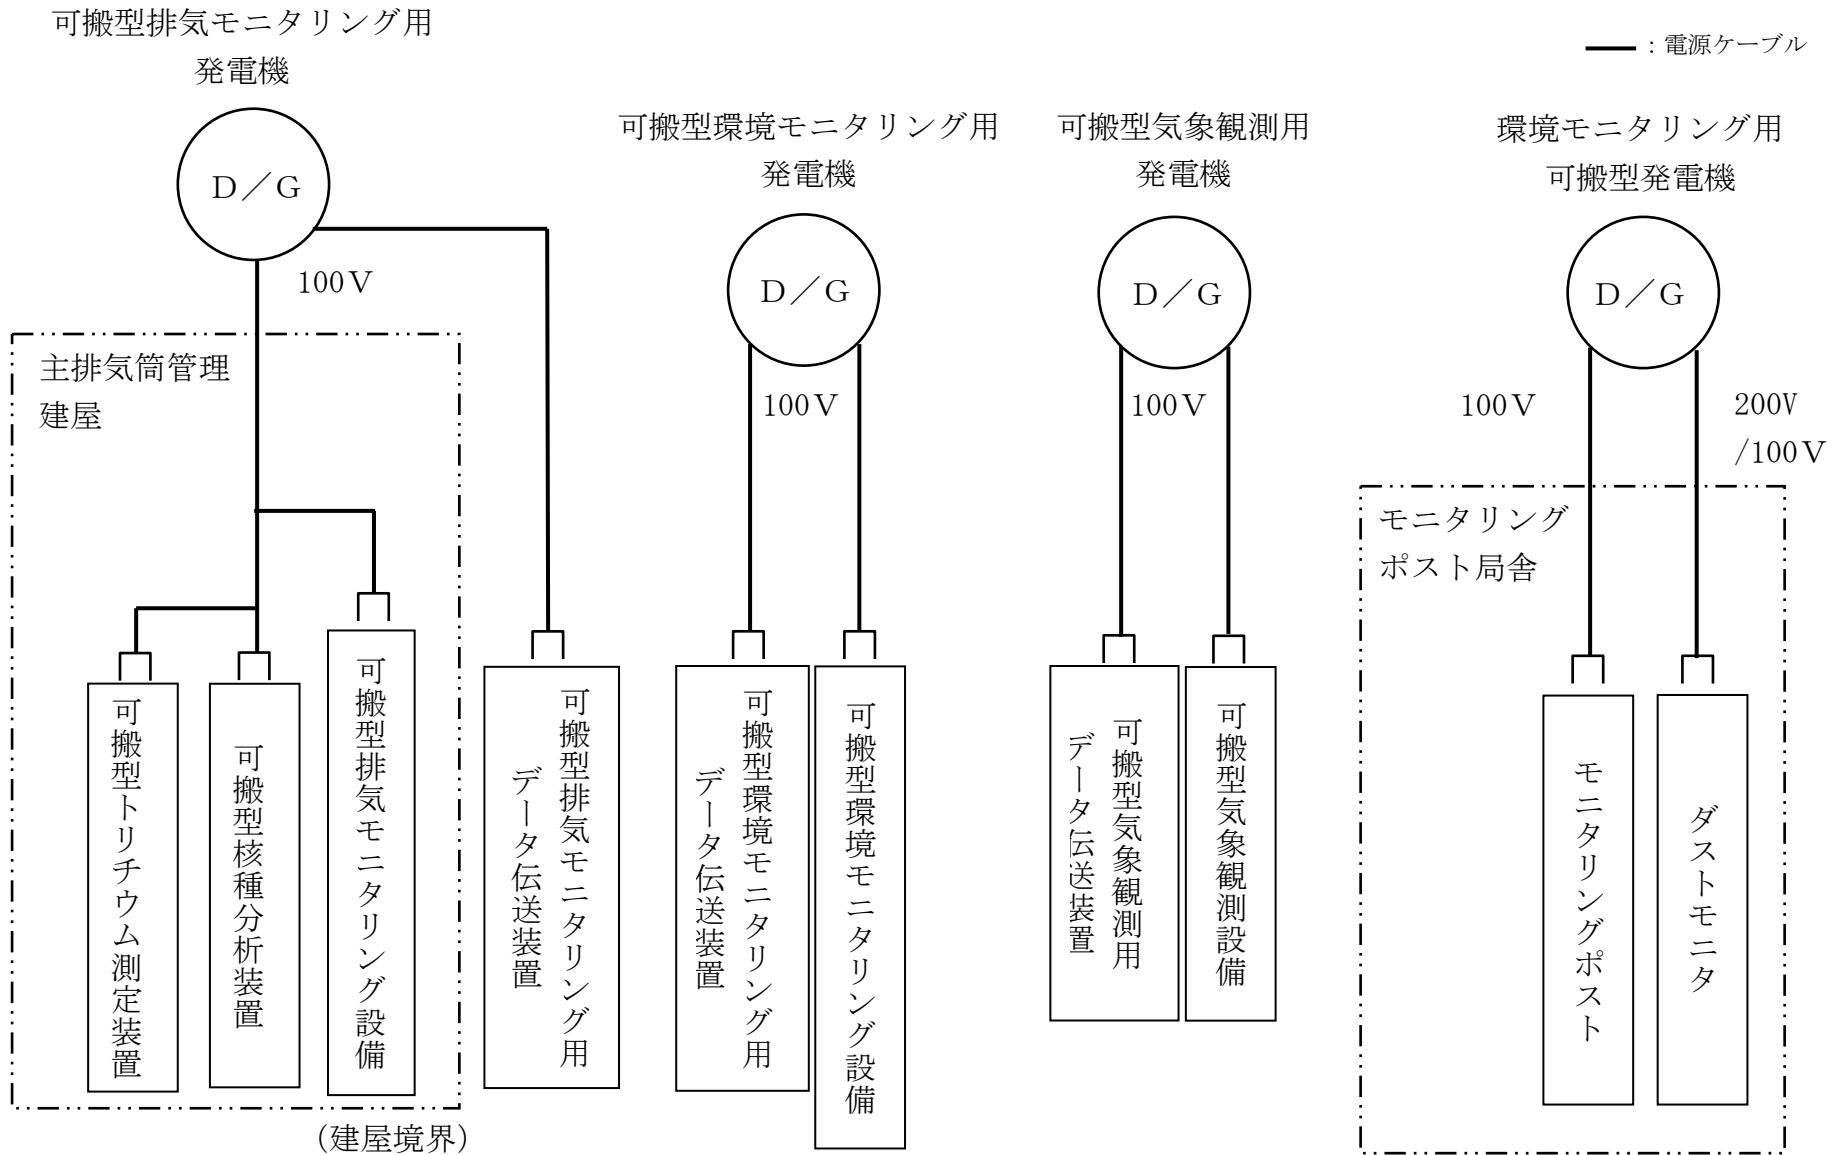 可搬型排気モニタリング用
発電機
D／G
100V
：電源ケーブル
可搬型環境モニタリング用
発電機
D／G
100V
可搬型気象観測用
発電機
D／G
100V
環境モニタリング用
可搬型発電機
D／G
100V
200V
/100V
主排気筒管理
建屋
モニタリング
ポスト局舎
可搬型トリチウム測定装置
可搬型核種分析装置
可搬型排気モニタリング設備
可搬型排気モニタリング用
データ伝送装置
可搬型環境モニタリング用
データ伝送装置
可搬型環境モニタリング設備
可搬型気象観測用
データ伝送装置
可搬型気象観測設備
モニタリングポスト
ダストモニタ
(建屋境界)